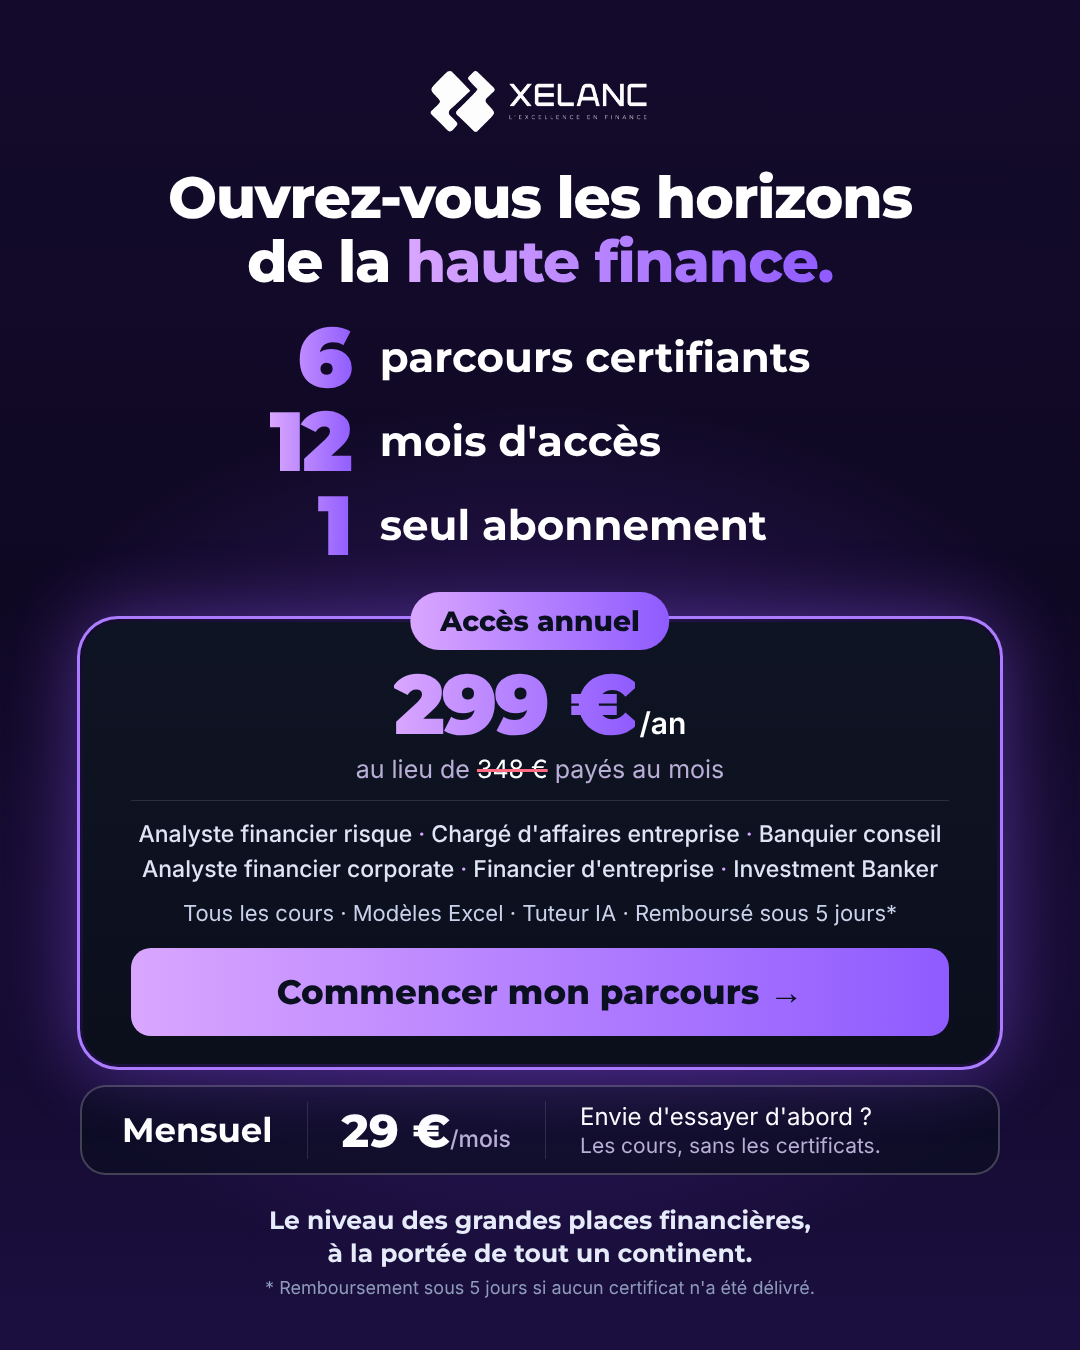 XELANC
L'EXCELLENCE EN FINANCE
Ouvrez-vous les horizons
de la haute finance.
6 parcours certifiants
12 mois d'accès
1 seul abonnement
Accès annuel
299 €/an
au lieu de 348 € payés au mois
Analyste financier risque · Chargé d'affaires entreprise · Banquier conseil
Analyste financier corporate · Financier d'entreprise · Investment Banker
Tous les cours · Modèles Excel · Tuteur IA · Remboursé sous 5 jours*
Commencer mon parcours →
Mensuel
29 €/mois
Envie d'essayer d'abord ?
Les cours, sans les certificats.
Le niveau des grandes places financières,
à la portée de tout un continent.
* Remboursement sous 5 jours si aucun certificat n'a été délivré.